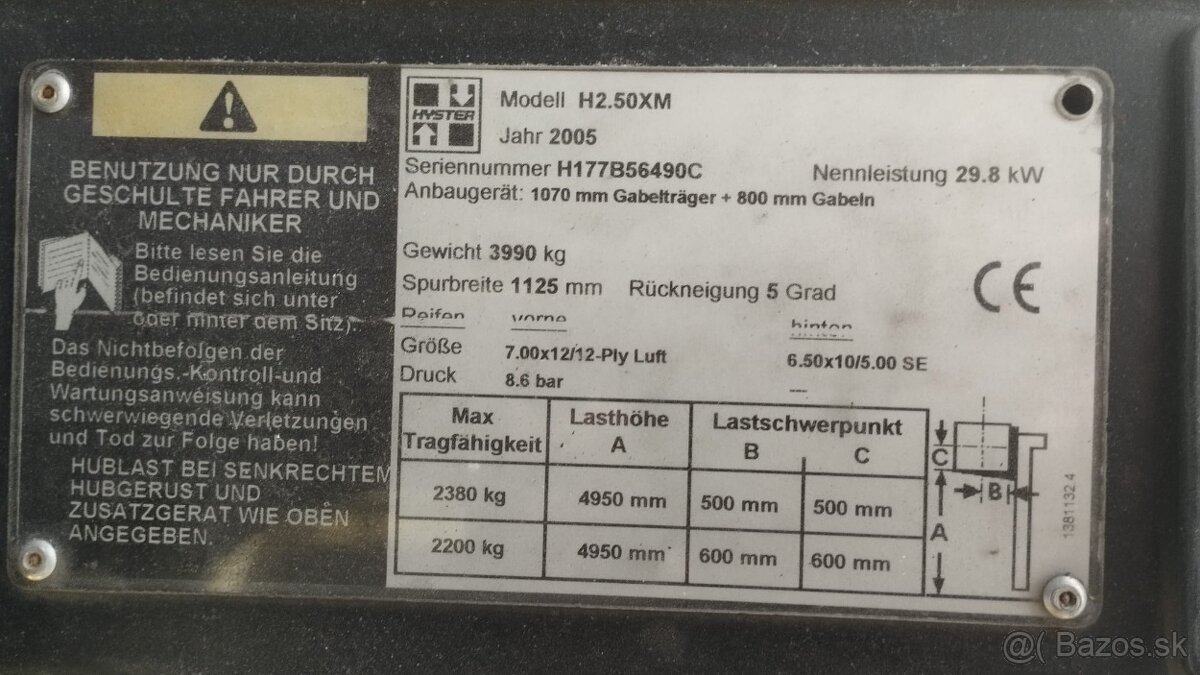 BENUTZUNG NUR DURCH
GESCHULTE FAHRER UND
MECHANIKER
Bitte lesen Sie die
Bedienungsanleitung
(befindet sich unter
oder hinter dem Sitz).
Das Nichtbefolgen der
Bedienungs.-Kontroll-und
Wartungsanweisung kann
schwerwiegende Verletzungen
und Tod zur Folge haben!
HUBLAST BEI SENKRECHTEM
HUBGERUST UND
ZUSATZGERAT WIE OBEN
ANGEGEBEN.
HYSTER
Modell H2.50XM
Jahr 2005
Seriennummer H177B56490C Nennleistung 29.8 kW
Anbaugerät: 1070 mm Gabelträger + 800 mm Gabeln
Gewicht 3990 kg
Spurbreite 1125 mm Rückneigung 5 Grad
CE
Reifen vorne hinten
Größe 7.00x12/12-Ply Luft 6.50x10/5.00 SE
Druck 8.6 bar —
Max Lasthöhe Lastschwerpunkt
Tragfähigkeit A B C
2380 kg 4950 mm 500 mm 500 mm
2200 kg 4950 mm 600 mm 600 mm
C
B
A
1381132.4
@( Bazos.sk